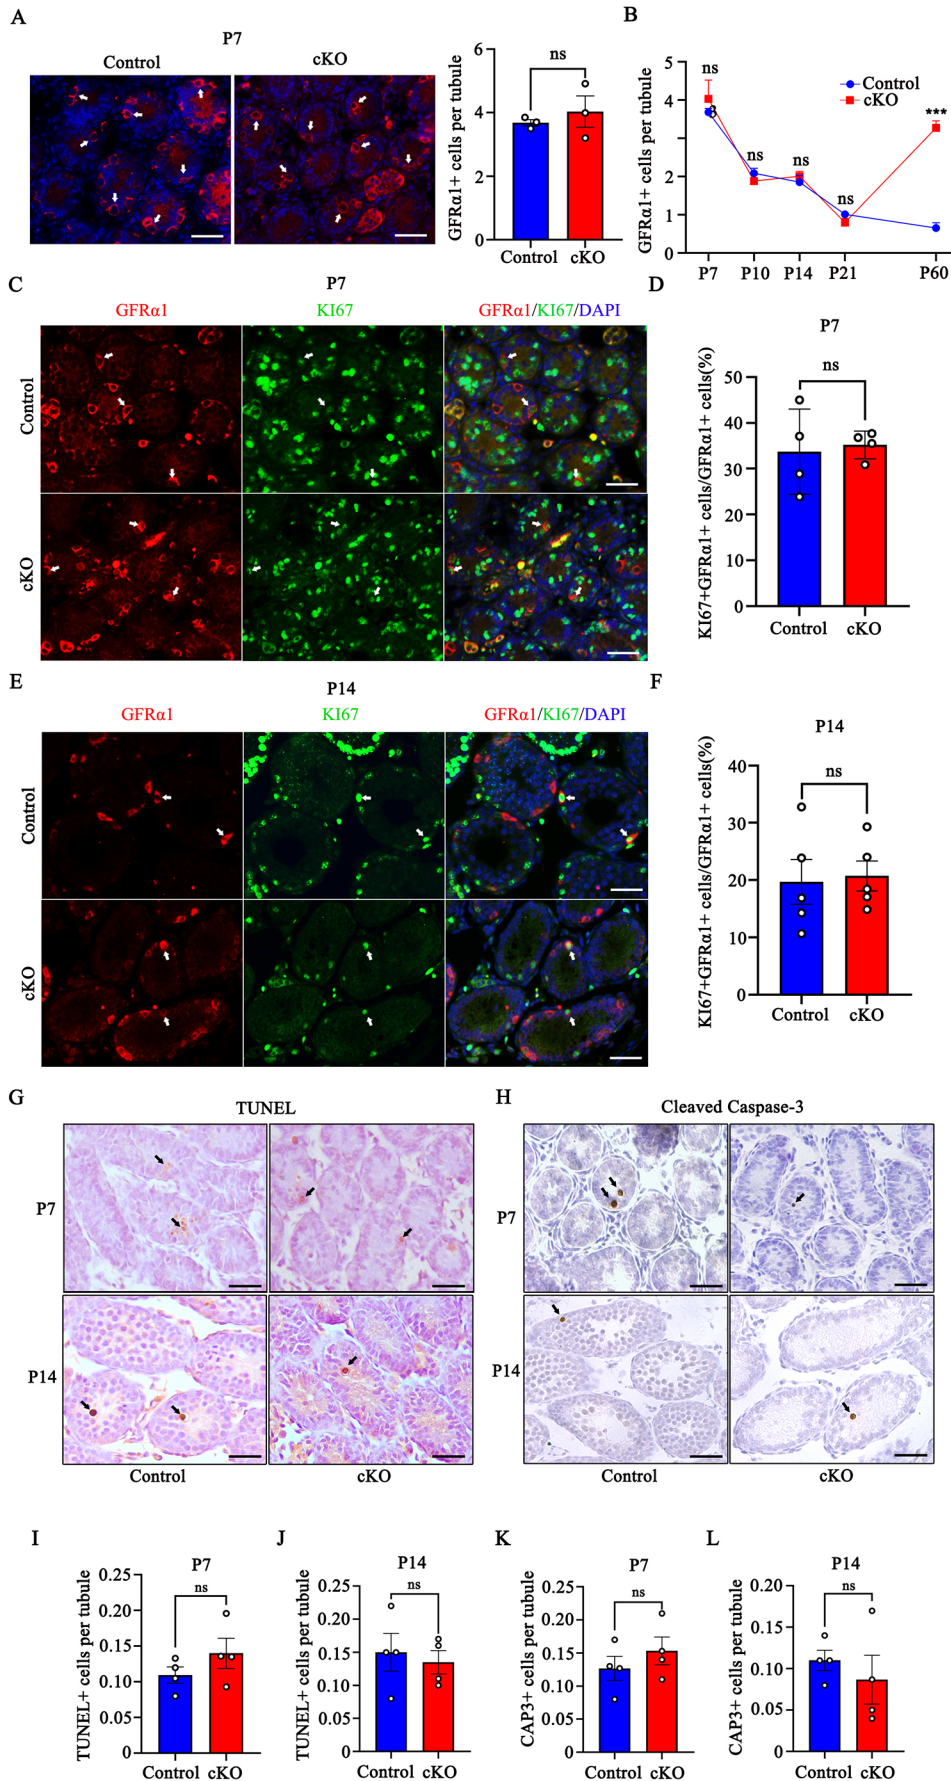 A
P7
Control
cKO
GFRα1+ cells per tubule
6
4
2
0
ns
Control
cKO
B
GFRα1+ cells per tubule
5
4
2
1
0
ns
ns
ns
ns
***
Control
cKO
P7
P10
P14
P21
P60
C
P7
GFRα1
KI67
GFRα1/KI67/DAPI
Control
cKO
D
P7
KI67+GFRα1+ cells/GFRα1+ cells(%)
50
40
30
20
10
0
ns
Control
cKO
E
P14
GFRα1
KI67
GFRα1/KI67/DAPI
Control
cKO
F
P14
KI67+GFRα1+ cells/GFRα1+ cells(%)
40
30
20
10
0
ns
Control
cKO
G
TUNEL
P7
P14
Control
cKO
H
Cleaved Caspase-3
P7
P14
Control
cKO
I
P7
TUNEL+ cells per tubule
0.25
0.20
0.15
0.10
0.05
0
ns
Control
cKO
J
P14
TUNEL+ cells per tubule
0.25
0.20
0.15
0.10
0.05
0
ns
Control
cKO
K
P7
CAP3+ cells per tubule
0.25
0.20
0.15
0.10
0.05
0
ns
Control
cKO
L
P14
CAP3+ cells per tubule
0.20
0.15
0.10
0.05
0
ns
Control
cKO